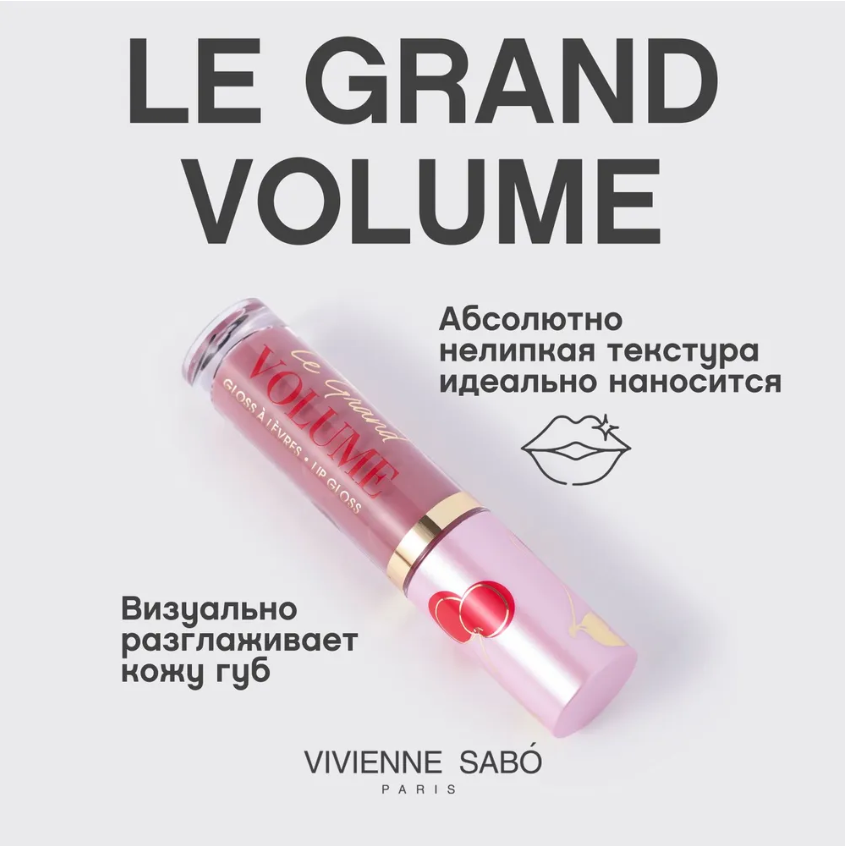 LE GRAND
VOLUME
Абсолютно
нелипкая текстура
идеально наносится
Le Grand
VOLUME
GLOSS À LÈVRES • LIP GLOSS
Визуально
разглаживает
кожу губ
VIVIENNE SABÓ
PARIS